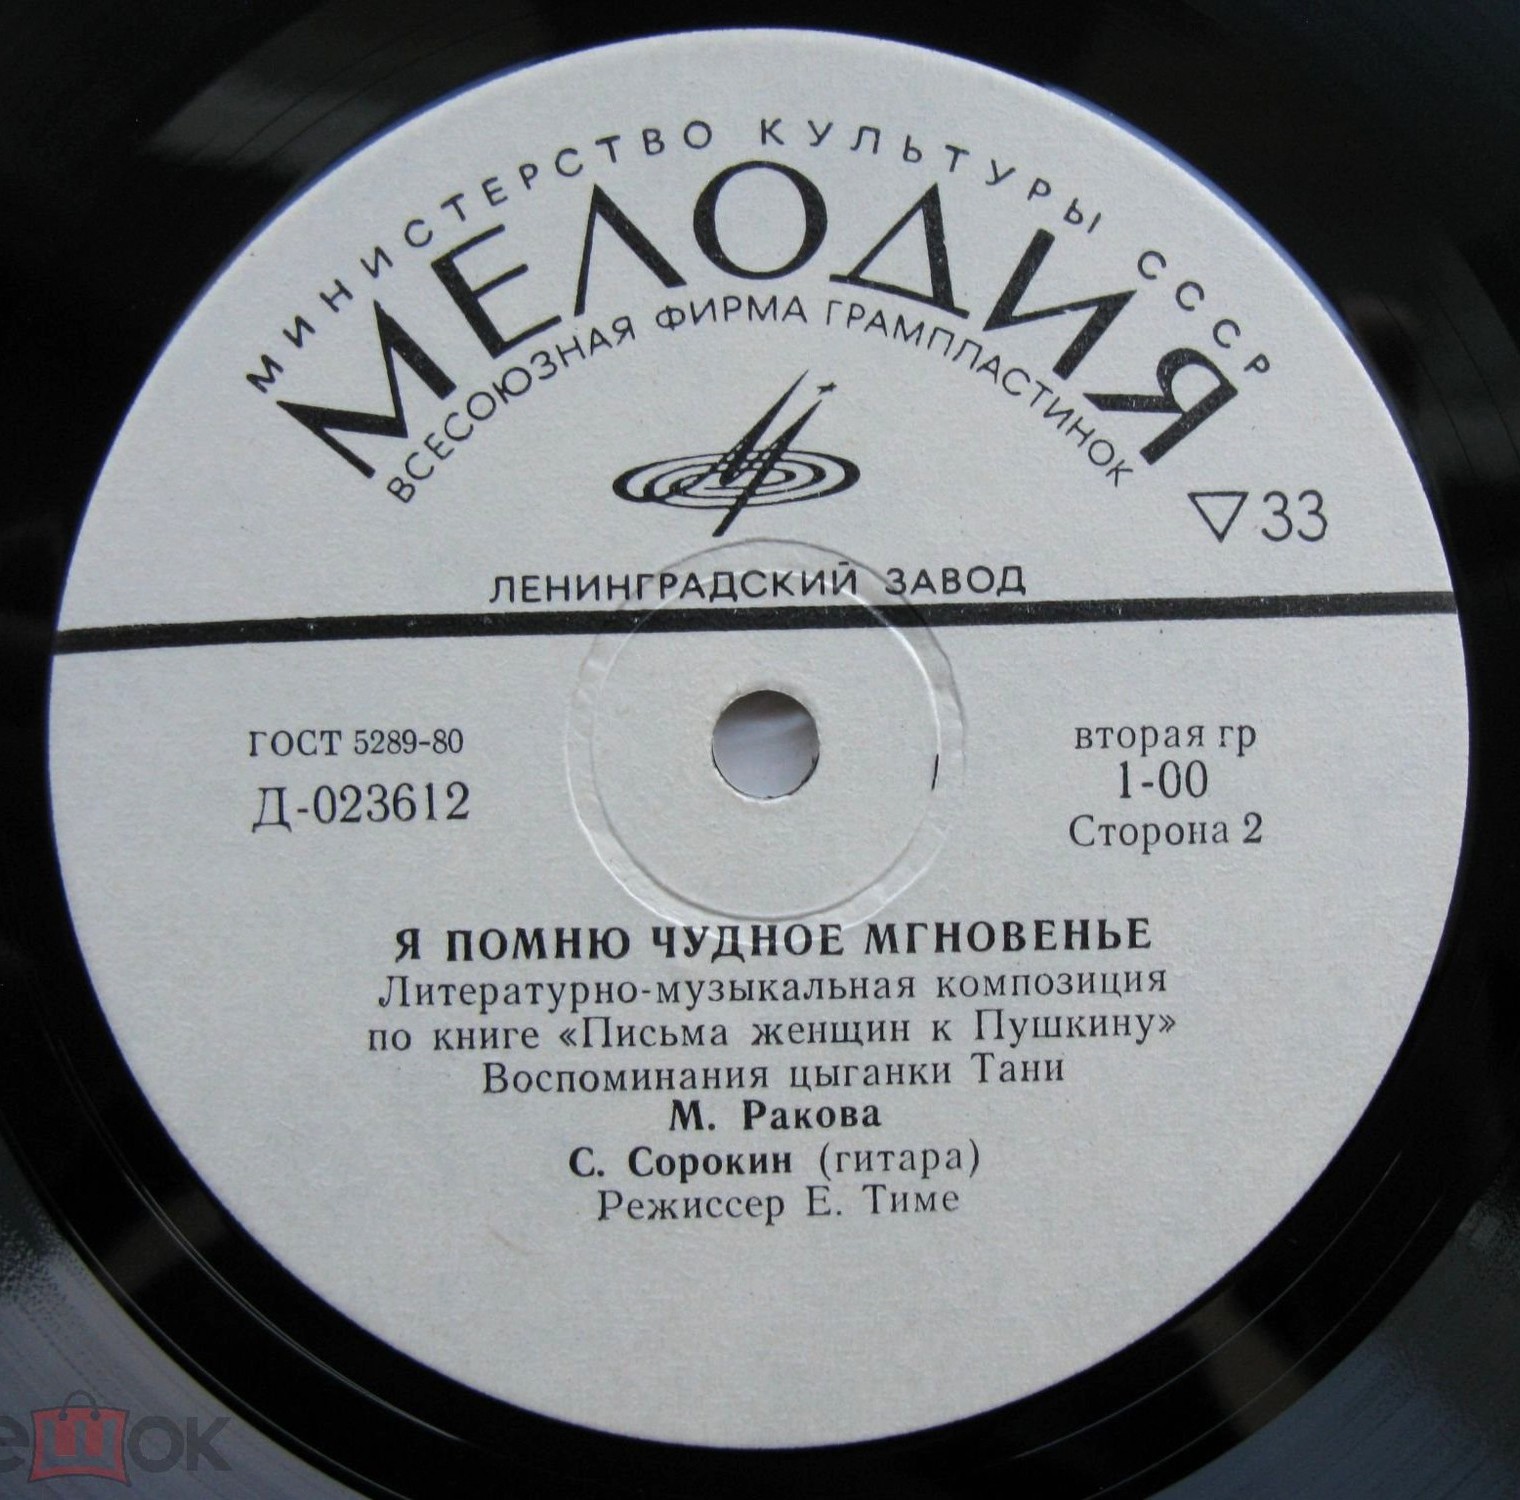 МИНИСТЕРСТВО КУЛЬТУРЫ СССР
МЕЛОДИЯ
ВСЕСОЮЗНАЯ ФИРМА ГРАМПЛАСТИНОК
▽33
ЛЕНИНГРАДСКИЙ ЗАВОД
ГОСТ 5289-80
Д-023612
вторая гр
1-00
Сторона 2
Я ПОМНЮ ЧУДНОЕ МГНОВЕНЬЕ
Литературно-музыкальная композиция
по книге «Письма женщин к Пушкину»
Воспоминания цыганки Тани
М. Ракова
С. Сорокин (гитара)
Режиссер Е. Тиме
ешок